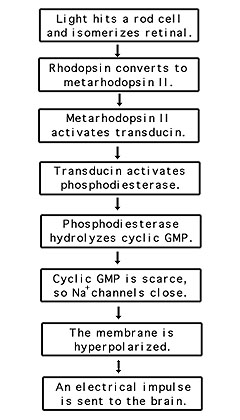 Light hits a rod cell
and isomerizes retinal.
Rhodopsin converts to
metarhodopsin II.
Metarhodopsin II
activates transducin.
Transducin activates
phosphodiesterase.
Phosphodiesterase
hydrolyzes cyclic GMP.
Cyclic GMP is scarce,
so Na⁺ channels close.
The membrane is
hyperpolarized.
An electrical impulse
is sent to the brain.